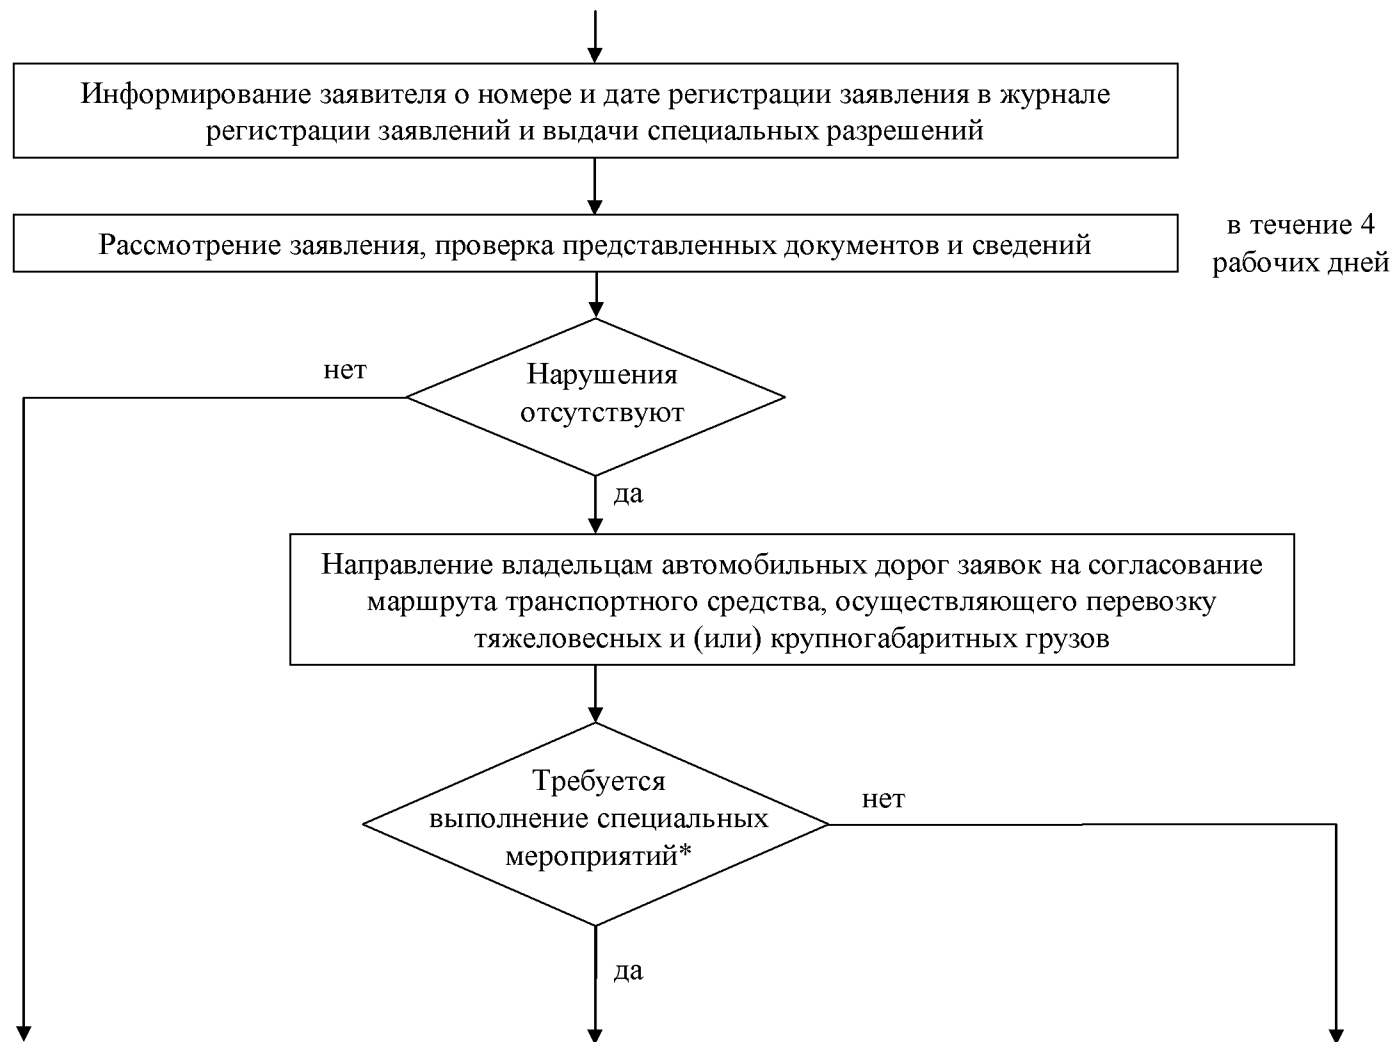 Информирование заявителя о номере и дате регистрации заявления в журнале
регистрации заявлений и выдачи специальных разрешений
Рассмотрение заявления, проверка представленных документов и сведений
в течение 4
рабочих дней
нет
Нарушения
отсутствуют
да
Направление владельцам автомобильных дорог заявок на согласование
маршрута транспортного средства, осуществляющего перевозку
тяжеловесных и (или) крупногабаритных грузов
Требуется
выполнение специальных
мероприятий*
нет
да